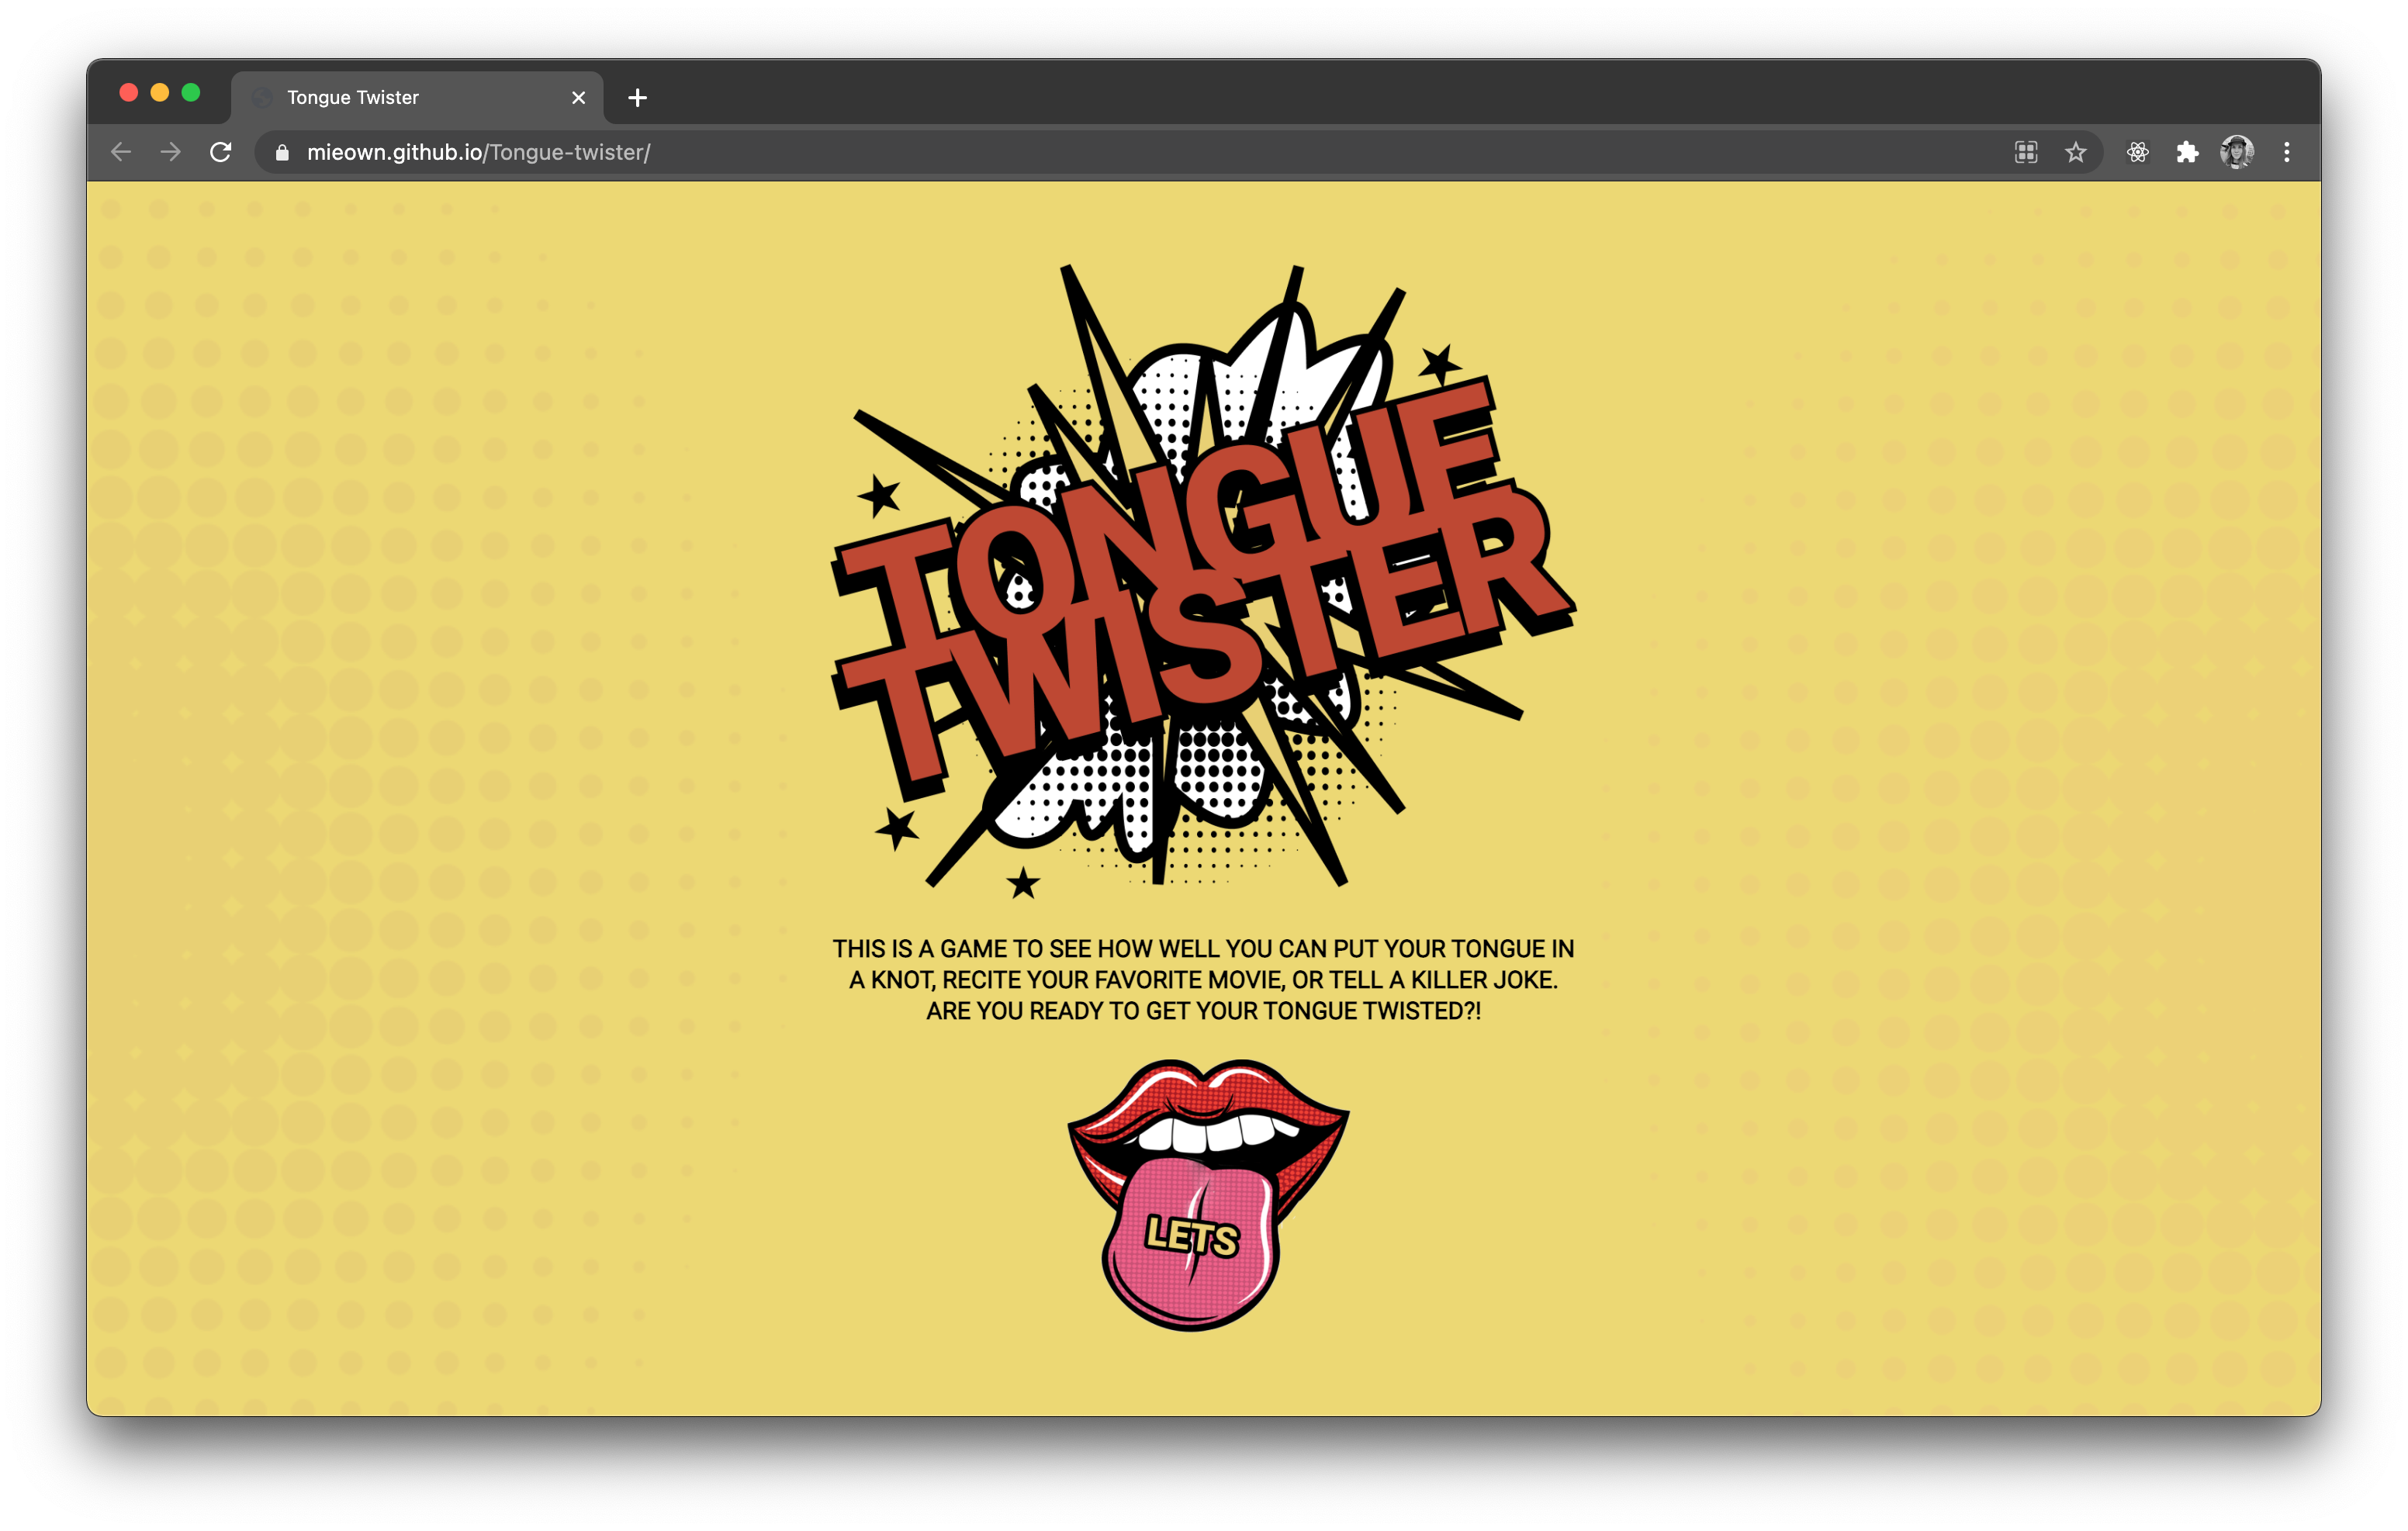 Tongue Twister
mieown.github.io/Tongue-twister/
TONGUE
TWISTER
THIS IS A GAME TO SEE HOW WELL YOU CAN PUT YOUR TONGUE IN
A KNOT, RECITE YOUR FAVORITE MOVIE, OR TELL A KILLER JOKE.
ARE YOU READY TO GET YOUR TONGUE TWISTED?!
LETS